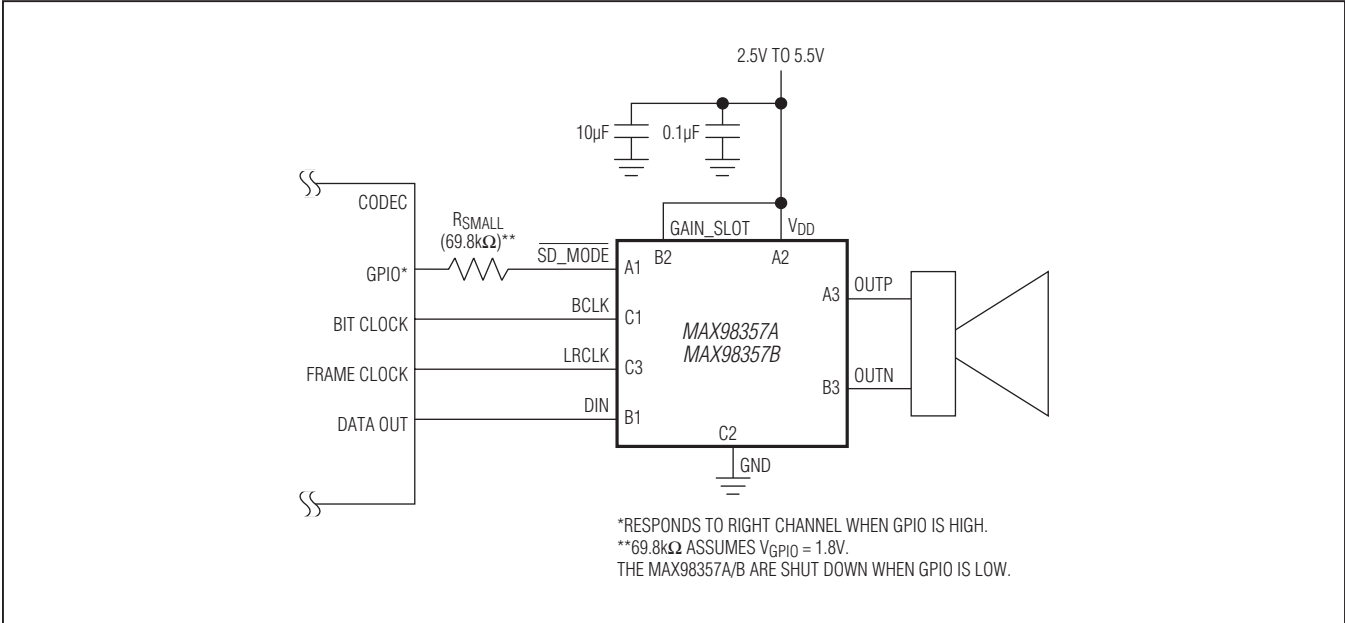 2.5V TO 5.5V
10µF
0.1µF
CODEC
RSMALL
(69.8kΩ)**
SD_MODE
GAIN_SLOT
VDD
B2
A2
GPIO*
A1
A3
OUTP
BIT CLOCK
BCLK
C1
MAX98357A
MAX98357B
FRAME CLOCK
LRCLK
C3
B3
OUTN
DATA OUT
DIN
B1
C2
GND
*RESPONDS TO RIGHT CHANNEL WHEN GPIO IS HIGH.
**69.8kΩ ASSUMES VGPIO = 1.8V.
THE MAX98357A/B ARE SHUT DOWN WHEN GPIO IS LOW.